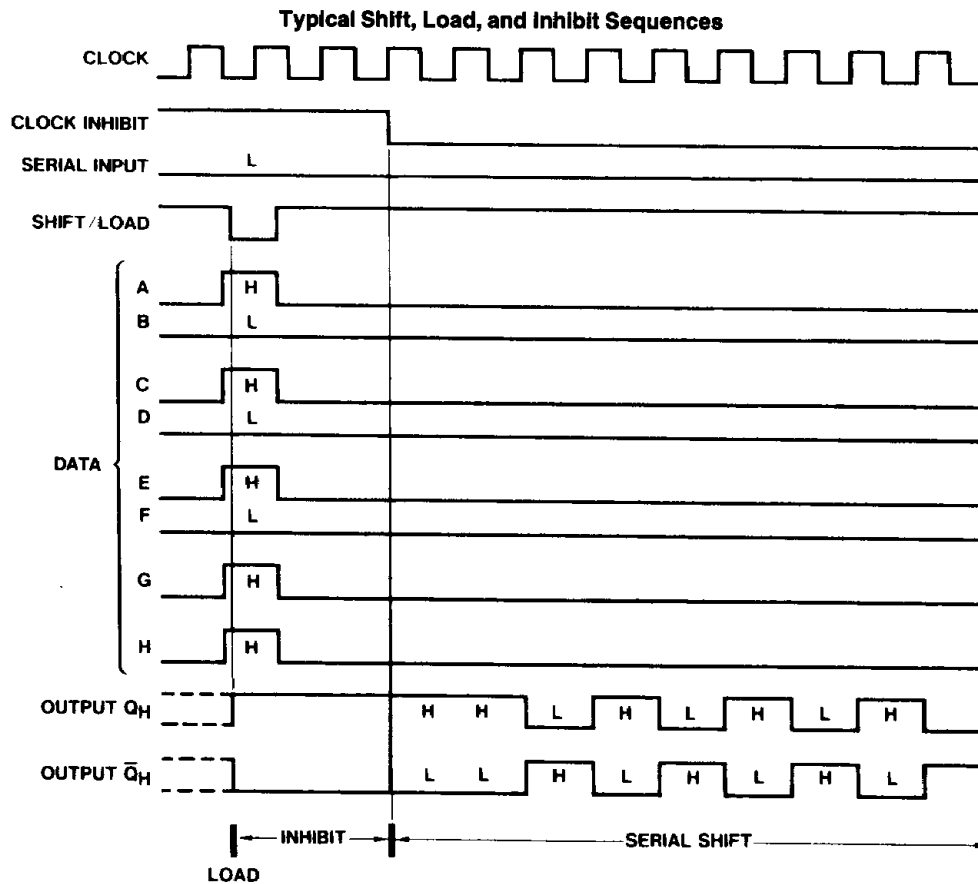 Typical Shift, Load, and Inhibit Sequences
CLOCK
CLOCK INHIBIT
SERIAL INPUT L
SHIFT/LOAD
DATA
A H
B L
C H
D L
E H
F L
G H
H H
OUTPUT QH H H L H L H L H
OUTPUT Q̅H L L H L H L H L
INHIBIT SERIAL SHIFT
LOAD